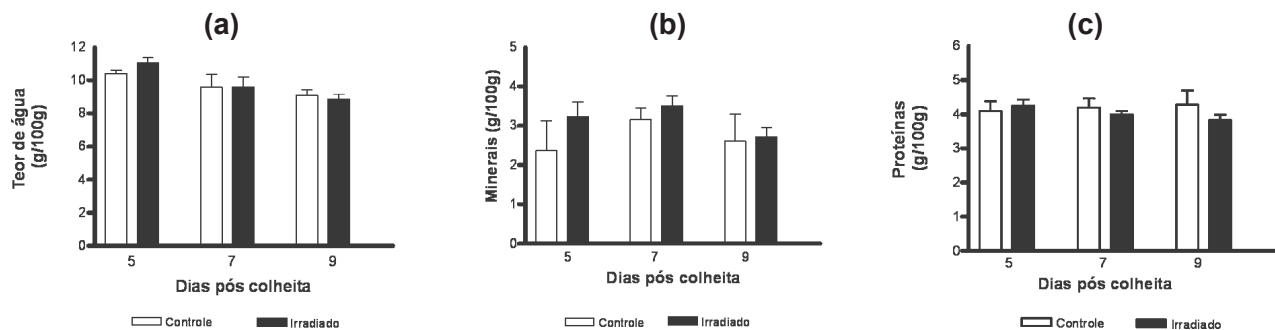 (a)
Teor de água
(g/100g)
12
10
8
6
4
2
0
5 7 9
Dias pós colheita
Controle Irradiado
(b)
Minerais (g/100g)
5
4
3
2
1
0
5 7 9
Dias pós colheita
Controle Irradiado
(c)
Proteínas
(g/100g)
6
5
4
3
2
1
0
5 7 9
Dias pós colheita
Controle Irradiado